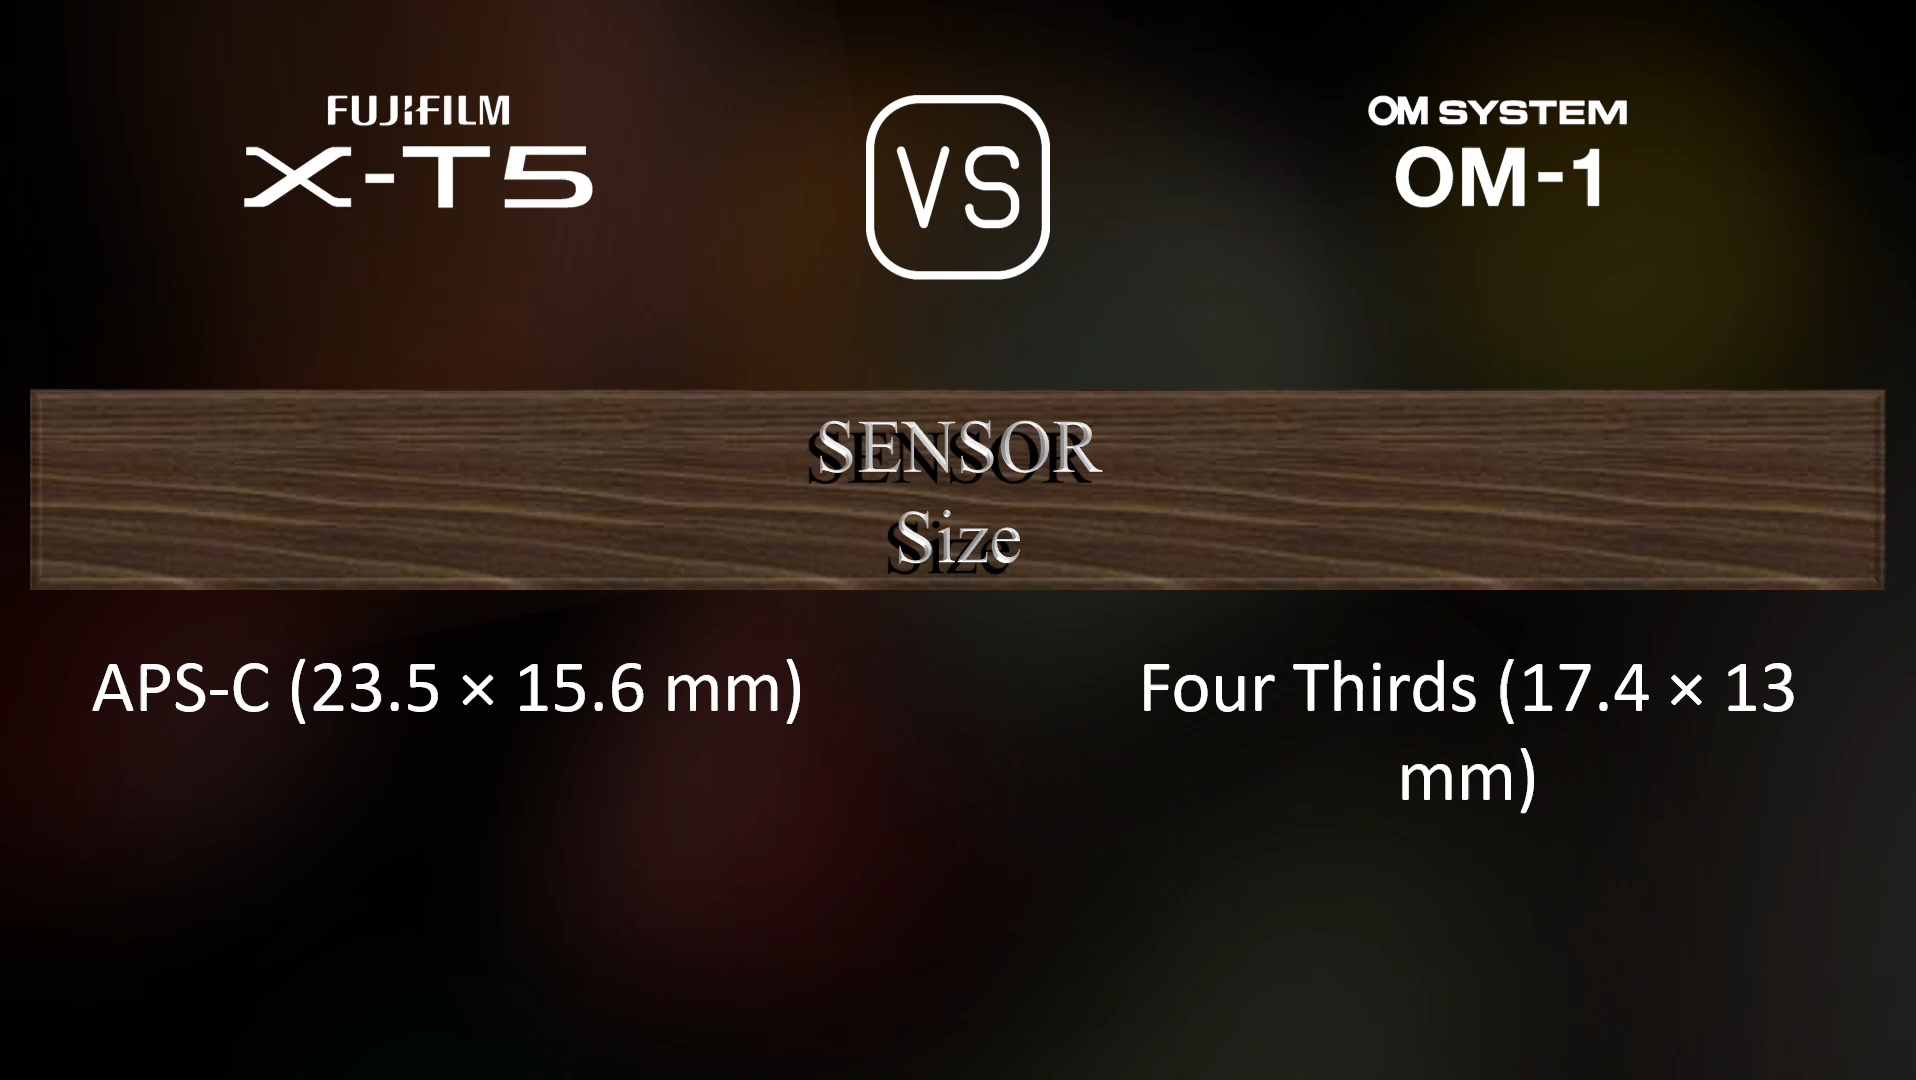 FUJIFILM
X-T5
VS
OM SYSTEM
OM-1
SENSOR
Size
APS-C (23.5 × 15.6 mm)
Four Thirds (17.4 × 13
mm)